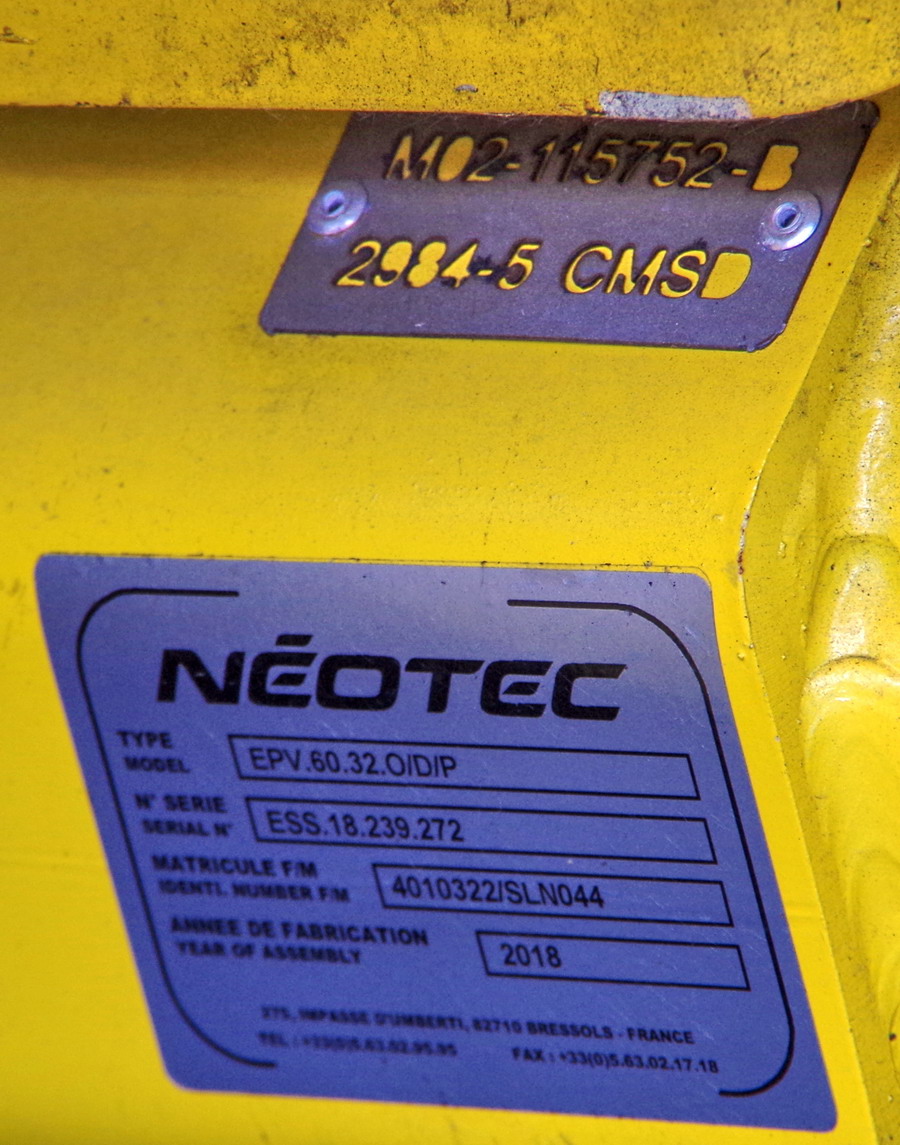 M02-115752-B
2984-5 CMSD
NÉOTEC
TYPE
MODEL
EPV.60.32.O/D/P
N° SERIE
SERIAL N°
ESS.18.239.272
MATRICULE F/M
IDENTI. NUMBER F/M
4010322/SLN044
ANNEE DE FABRICATION
YEAR OF ASSEMBLY
2018
375, IMPASSE D'UMBERTI, 82710 BRESSOLS - FRANCE
TEL : +33(0)5.63.02.95.95 FAX : +33(0)5.63.02.17.18